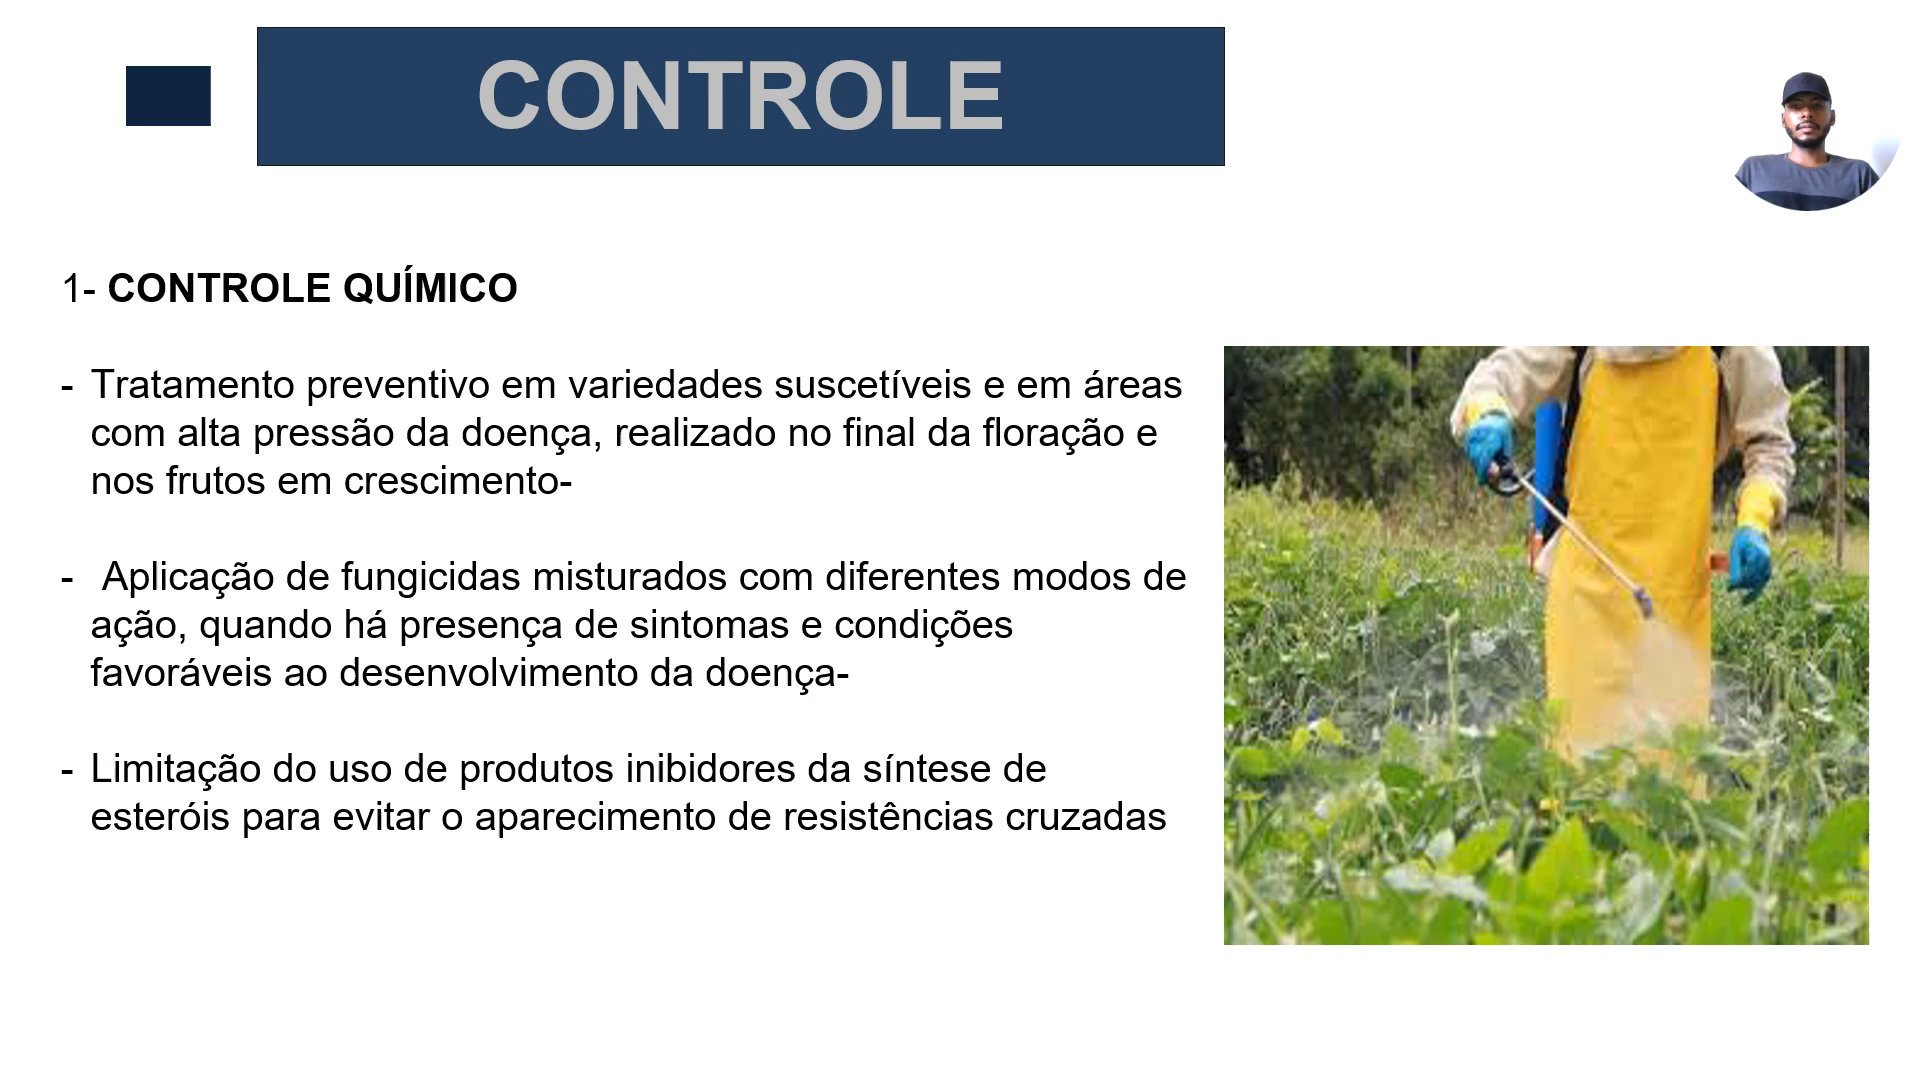 CONTROLE
1- CONTROLE QUÍMICO
- Tratamento preventivo em variedades suscetíveis e em áreas
com alta pressão da doença, realizado no final da floração e
nos frutos em crescimento-
- Aplicação de fungicidas misturados com diferentes modos de
ação, quando há presença de sintomas e condições
favoráveis ao desenvolvimento da doença-
- Limitação do uso de produtos inibidores da síntese de
esteróis para evitar o aparecimento de resistências cruzadas